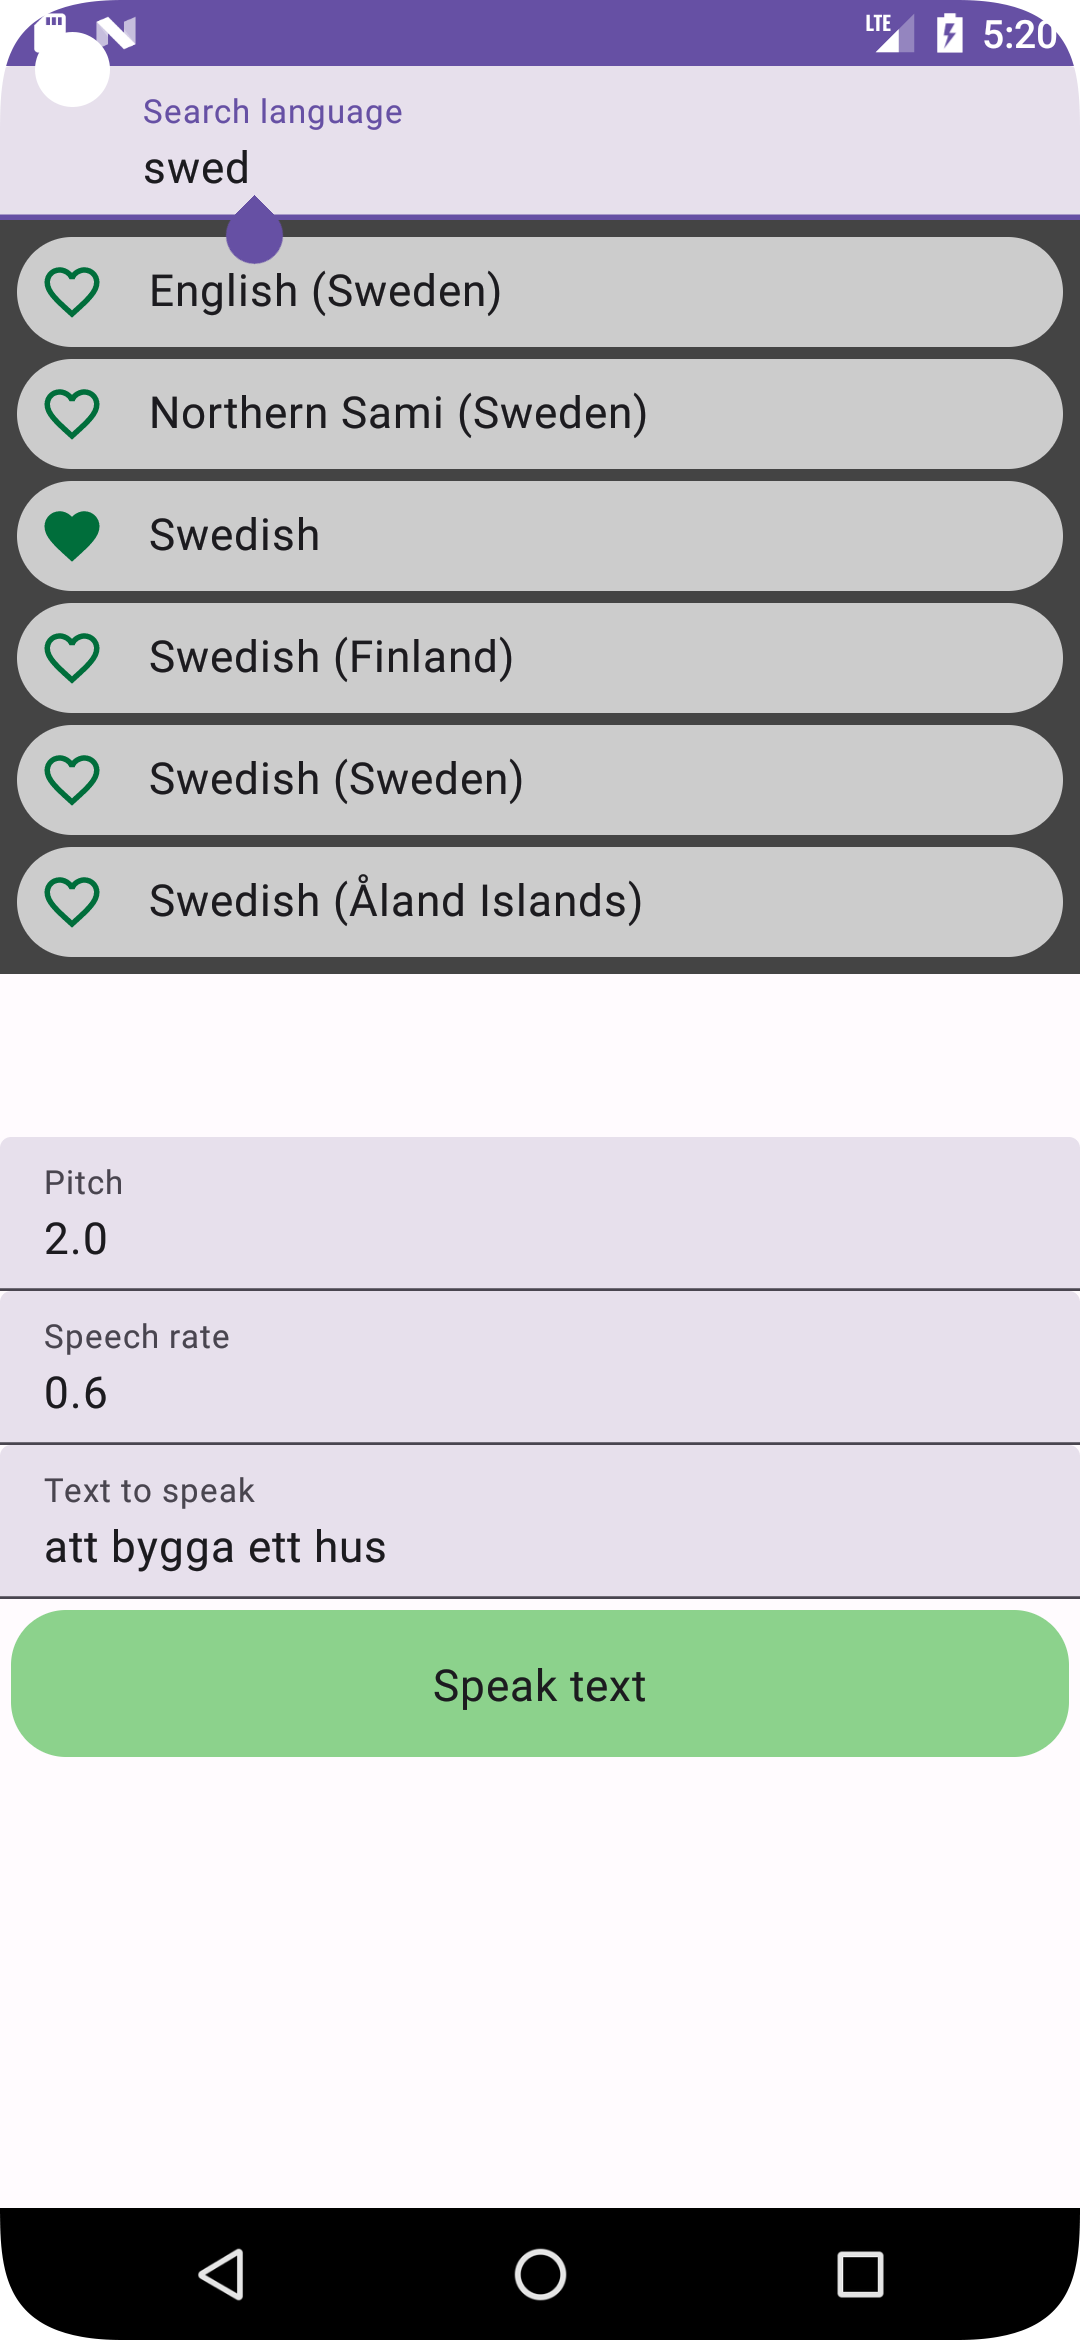 LTE 5:20
Search language
swed
English (Sweden)
Northern Sami (Sweden)
Swedish
Swedish (Finland)
Swedish (Sweden)
Swedish (Åland Islands)
Pitch
2.0
Speech rate
0.6
Text to speak
att bygga ett hus
Speak text